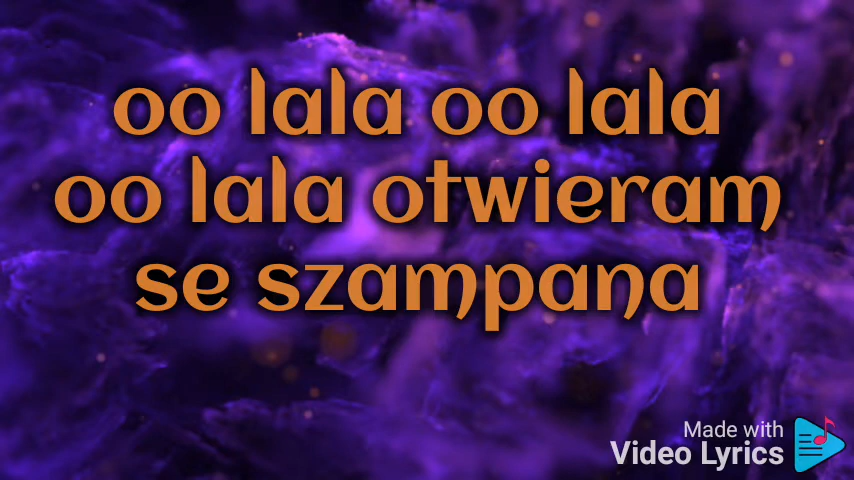 oo lala oo lala
oo lala otwieram
se szampana
Made with
Video Lyrics